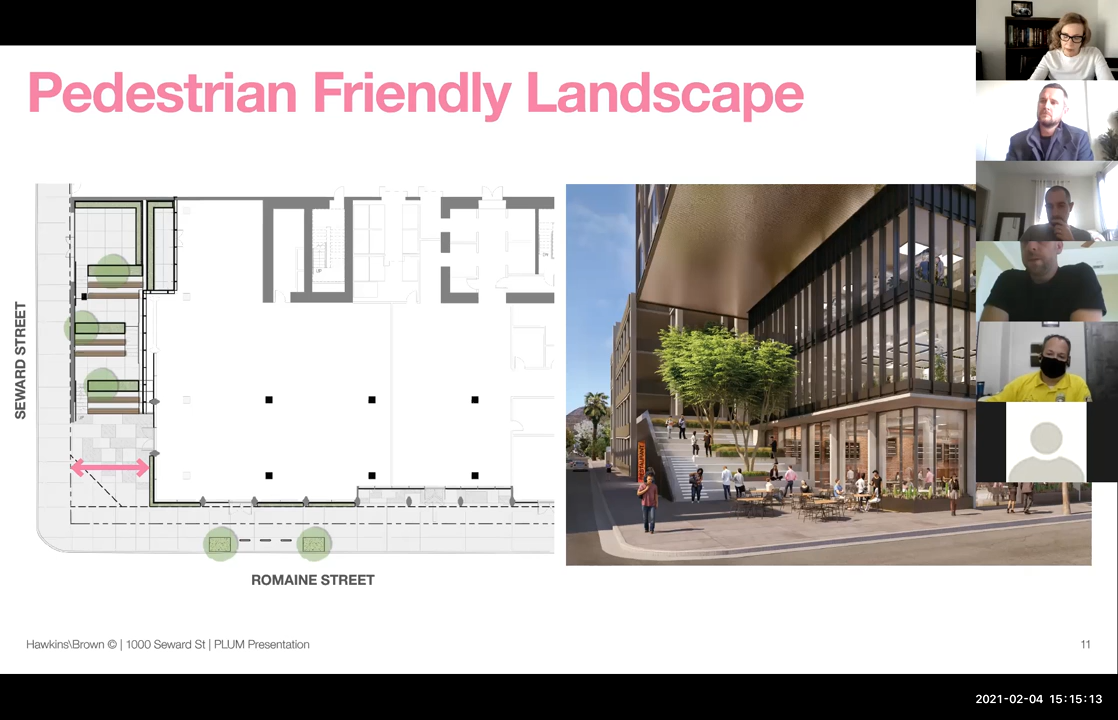 Pedestrian Friendly Landscape
SEWARD STREET
ROMAINE STREET
RESTAURANT
Hawkins\Brown © | 1000 Seward St | PLUM Presentation
11
2021-02-04 15:15:13